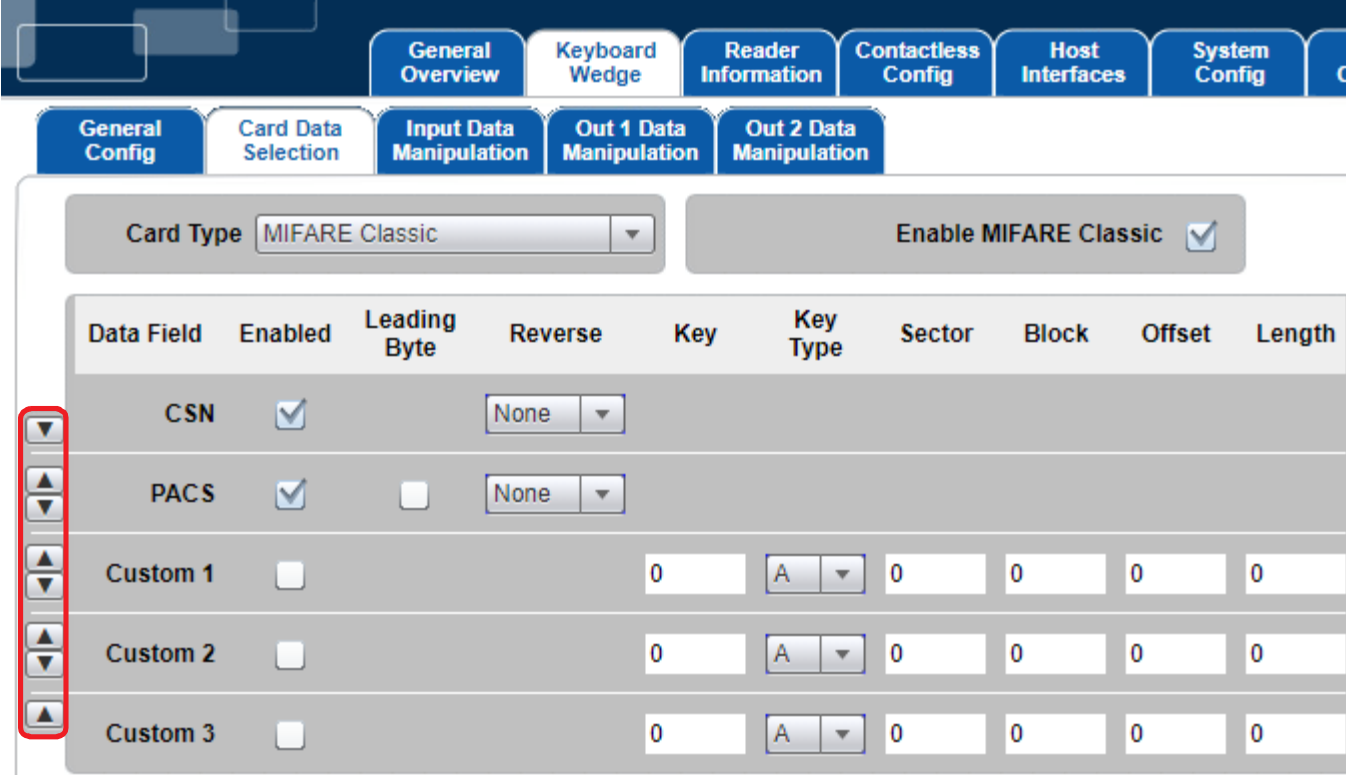 General Overview
Keyboard Wedge
Reader Information
Contactless Config
Host Interfaces
System Config
General Config
Card Data Selection
Input Data Manipulation
Out 1 Data Manipulation
Out 2 Data Manipulation
Card Type MIFARE Classic
Enable MIFARE Classic
Data Field Enabled Leading Byte Reverse Key Key Type Sector Block Offset Length
CSN None
PACS None
Custom 1 0 A 0 0 0 0
Custom 2 0 A 0 0 0 0
Custom 3 0 A 0 0 0 0